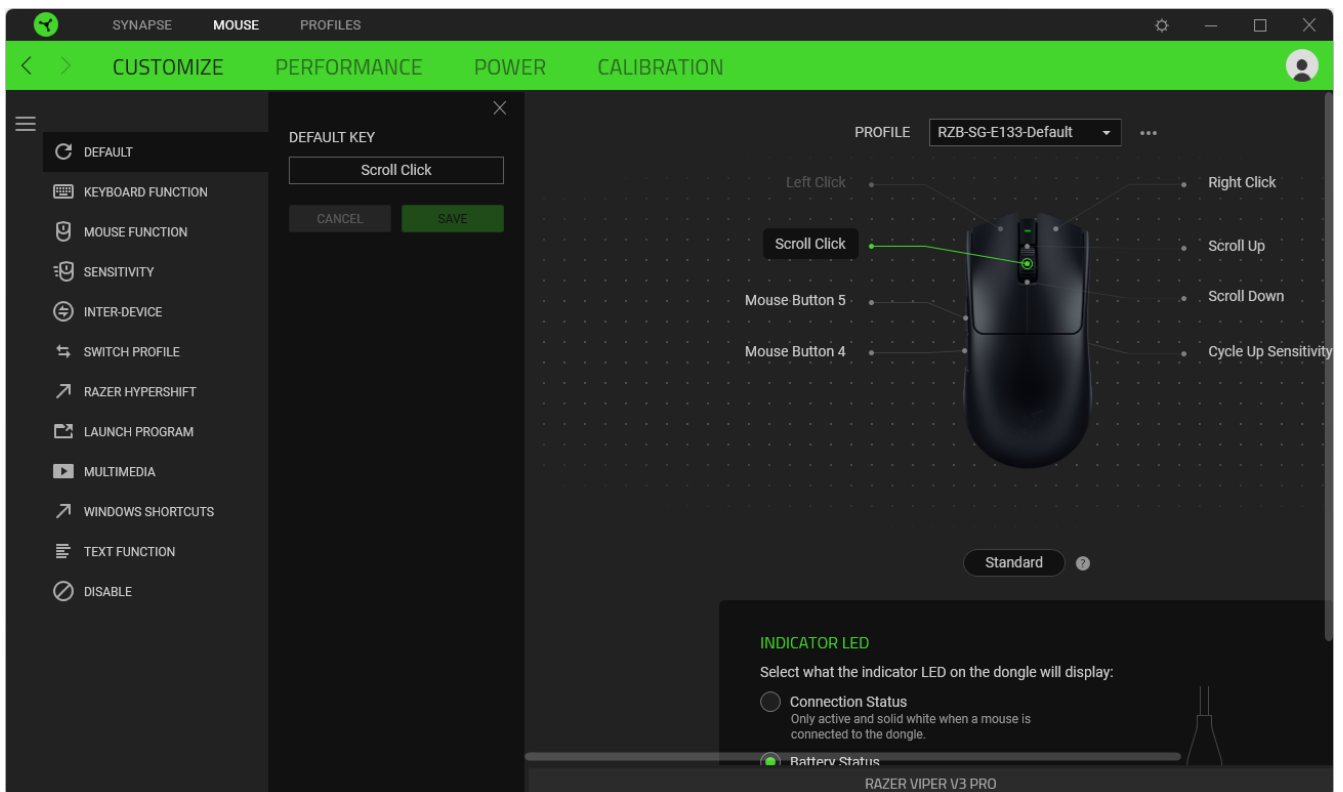 SYNAPSE MOUSE PROFILES
CUSTOMIZE PERFORMANCE POWER CALIBRATION
DEFAULT
KEYBOARD FUNCTION
MOUSE FUNCTION
SENSITIVITY
INTER-DEVICE
SWITCH PROFILE
RAZER HYPERSHIFT
LAUNCH PROGRAM
MULTIMEDIA
WINDOWS SHORTCUTS
TEXT FUNCTION
DISABLE
DEFAULT KEY
Scroll Click
CANCEL SAVE
PROFILE RZB-SG-E133-Default
Left Click
Scroll Click
Mouse Button 5
Mouse Button 4
Right Click
Scroll Up
Scroll Down
Cycle Up Sensitivity
Standard ?
INDICATOR LED
Select what the indicator LED on the dongle will display:
Connection Status
Only active and solid white when a mouse is
connected to the dongle.
Battery Status
RAZER VIPER V3 PRO